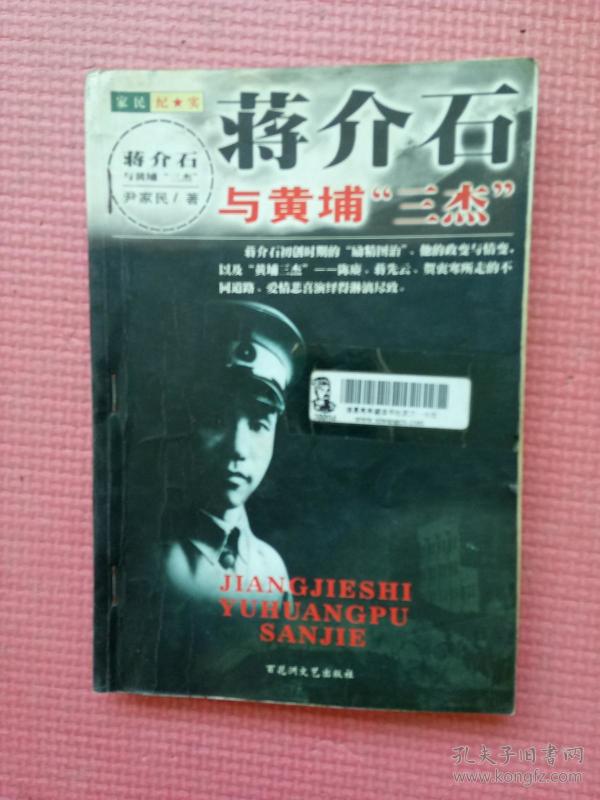 家民纪★实
蒋介石
与黄埔“三杰”
尹家民/著
蒋介石
与黄埔“三杰”
蒋介石初创时期的“励精图治”、他的政变与情变，
以及“黄埔三杰”——陈赓、蒋先云、贺衷寒所走的不
同道路、爱情悲喜演绎得淋漓尽致。
JIANGJIESHI
YUHUANGPU
SANJIE
百花洲文艺出版社
孔夫子旧书网
www.kongfz.com